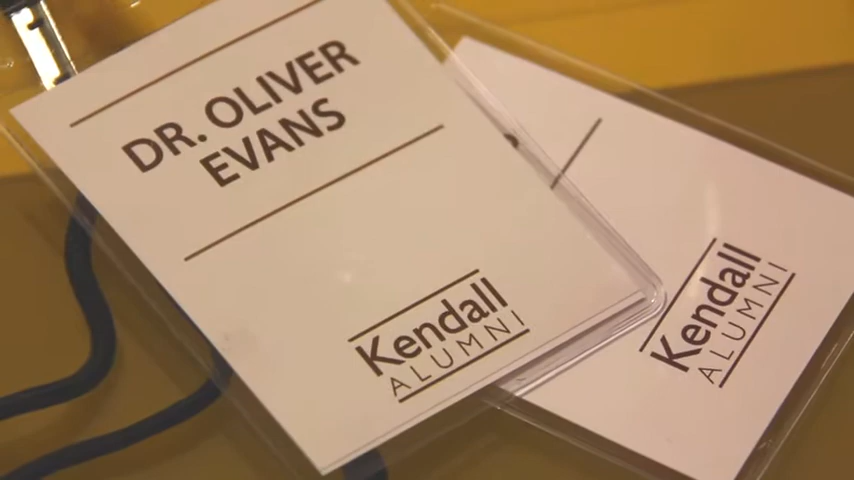 DR. OLIVER
EVANS
Kendall
ALUMNI
Kendall
ALUMNI